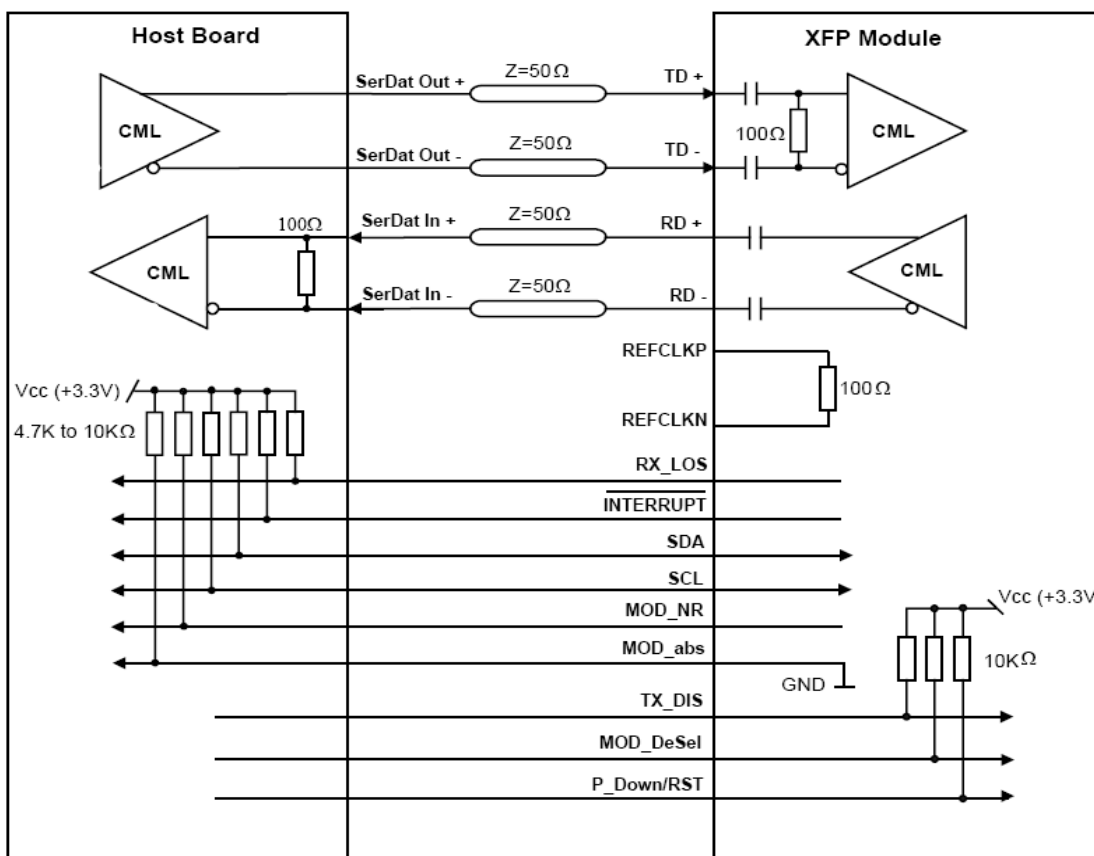 Host Board
XFP Module
SerDat Out +
Z=50Ω
TD +
CML
100Ω
CML
SerDat Out -
Z=50Ω
TD -
100Ω
SerDat In +
Z=50Ω
RD +
CML
CML
SerDat In -
Z=50Ω
RD -
REFCLKP
Vcc (+3.3V)
100Ω
4.7K to 10KΩ
REFCLKN
RX_LOS
INTERRUPT
SDA
SCL
MOD_NR
Vcc (+3.3V
MOD_abs
10KΩ
GND
TX_DIS
MOD_DeSel
P_Down/RST